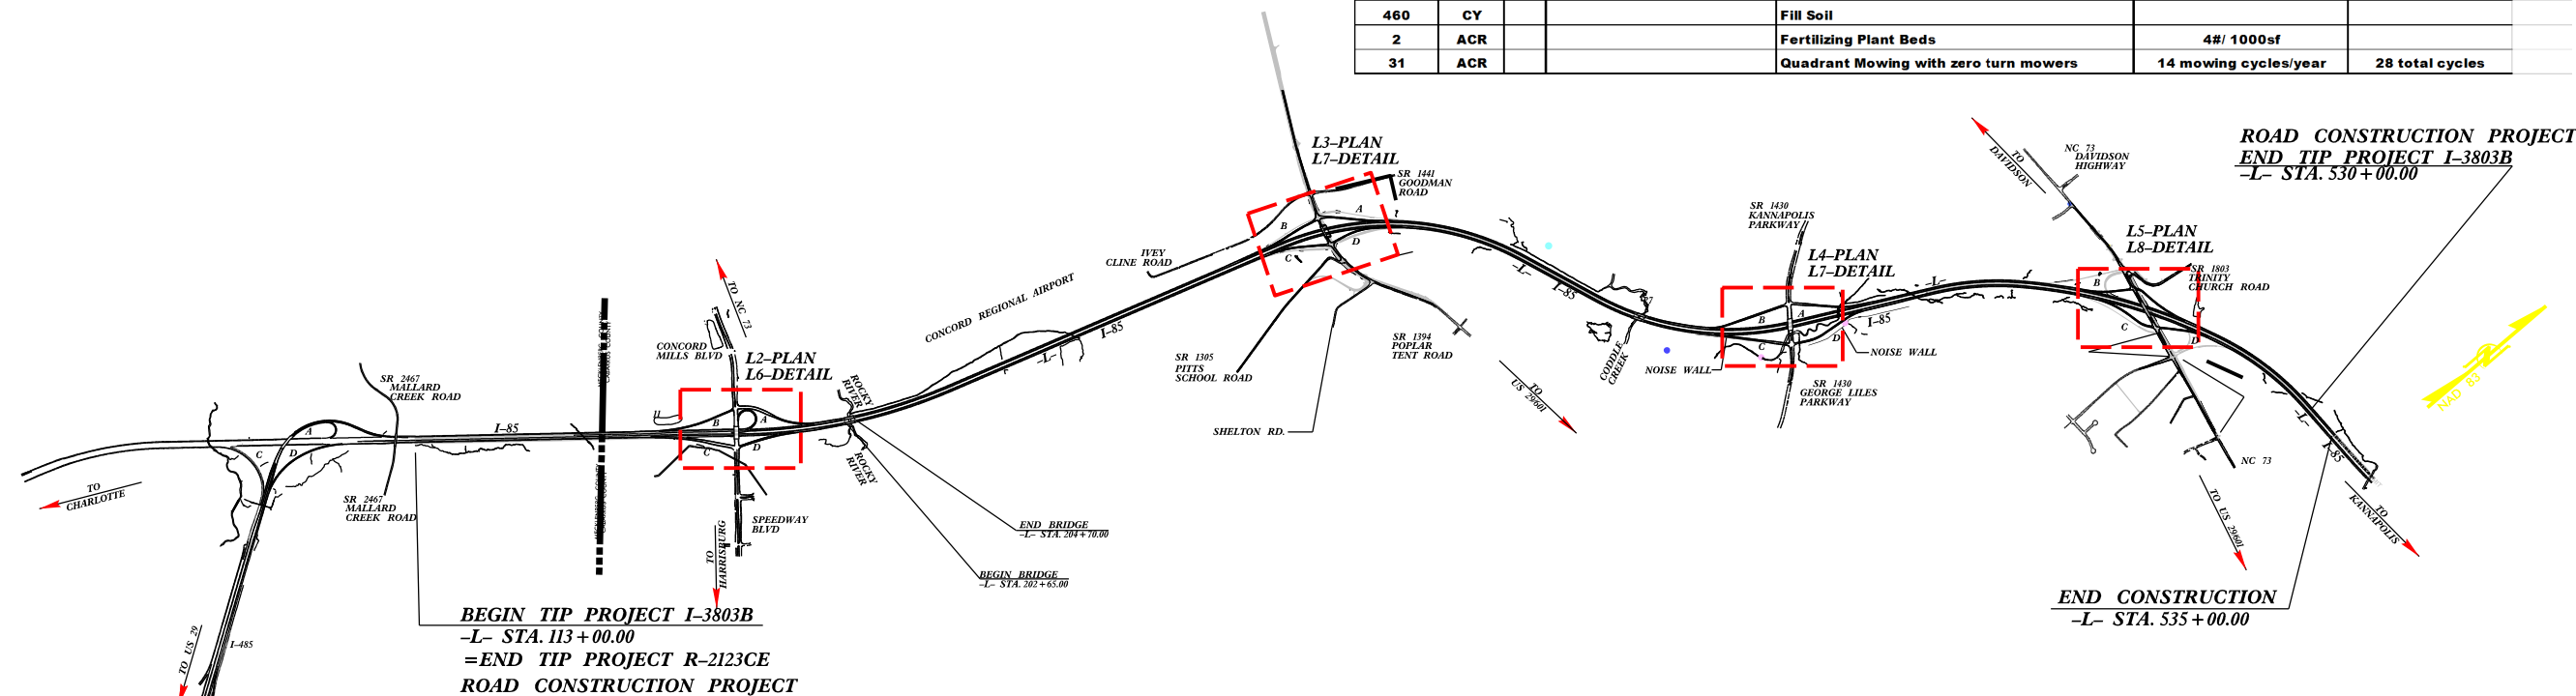 460 CY Fill Soil
2 ACR Fertilizing Plant Beds 4#/ 1000sf
31 ACR Quadrant Mowing with zero turn mowers 14 mowing cycles/year 28 total cycles
ROAD CONSTRUCTION PROJECT
END TIP PROJECT I–3803B
–L– STA. 530+00.00
L3–PLAN
L7–DETAIL
SR 1441
GOODMAN
ROAD
A
B
C
D
IVEY
CLINE ROAD
CONCORD REGIONAL AIRPORT
I–85
–L–
SR 1305
PITTS
SCHOOL ROAD
SHELTON RD.
SR 1394
POPLAR
TENT ROAD
TO
US 29601
–L–
I–85
CODDLE
CREEK
SR 1430
KANNAPOLIS
PARKWAY
L4–PLAN
L7–DETAIL
B
A
C
D
NOISE WALL
NOISE WALL
SR 1430
GEORGE LILES
PARKWAY
–L–
I–85
TO
DAVIDSON
NC 73
DAVIDSON
HIGHWAY
L5–PLAN
L8–DETAIL
SR 1803
TRINITY
CHURCH ROAD
B
C
D
NC 73
TO US 29601
–L–
I–85
TO
KANNAPOLIS
NAD 83
END CONSTRUCTION
–L– STA. 535+00.00
TO NC 73
CONCORD
MILLS BLVD
L2–PLAN
L6–DETAIL
B
A
C
D
ROCKY
RIVER
ROCKY
RIVER
SPEEDWAY
BLVD
TO
HARRISBURG
END BRIDGE
–L– STA. 204+70.00
BEGIN BRIDGE
–L– STA. 202+65.00
SR 2467
MALLARD
CREEK ROAD
I–85
A
C
D
SR 2467
MALLARD
CREEK ROAD
TO
CHARLOTTE
I–485
TO US 29
BEGIN TIP PROJECT I–3803B
–L– STA. 113+00.00
=END TIP PROJECT R–2123CE
ROAD CONSTRUCTION PROJECT